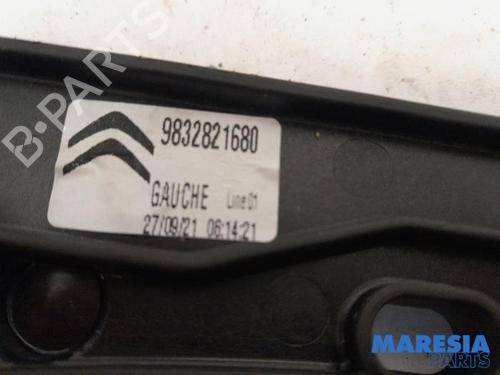 B-PARTS
9832821680
GAUCHE Line 01
27/09/21 06:14:21
MARESIA
PARTS